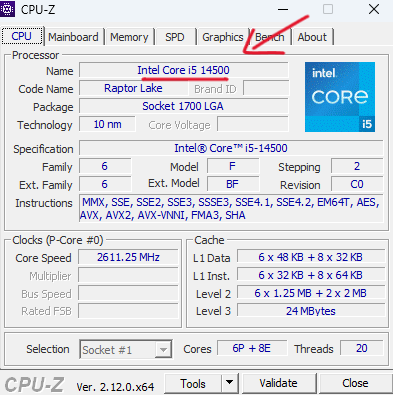 CPU-Z
CPU Mainboard Memory SPD Graphics Bench About
Processor
Name Intel Core i5 14500
Code Name Raptor Lake Brand ID
Package Socket 1700 LGA
Technology 10 nm Core Voltage
intel
CORE
i5
Specification Intel® Core™ i5-14500
Family 6 Model F Stepping 2
Ext. Family 6 Ext. Model BF Revision C0
Instructions MMX, SSE, SSE2, SSE3, SSSE3, SSE4.1, SSE4.2, EM64T, AES,
AVX, AVX2, AVX-VNNI, FMA3, SHA
Clocks (P-Core #0)
Core Speed 2611.25 MHz
Multiplier
Bus Speed
Rated FSB
Cache
L1 Data 6 x 48 KB + 8 x 32 KB
L1 Inst. 6 x 32 KB + 8 x 64 KB
Level 2 6 x 1.25 MB + 2 x 2 MB
Level 3 24 MBytes
Selection Socket #1 Cores 6P + 8E Threads 20
CPU-Z Ver. 2.12.0.x64 Tools Validate Close